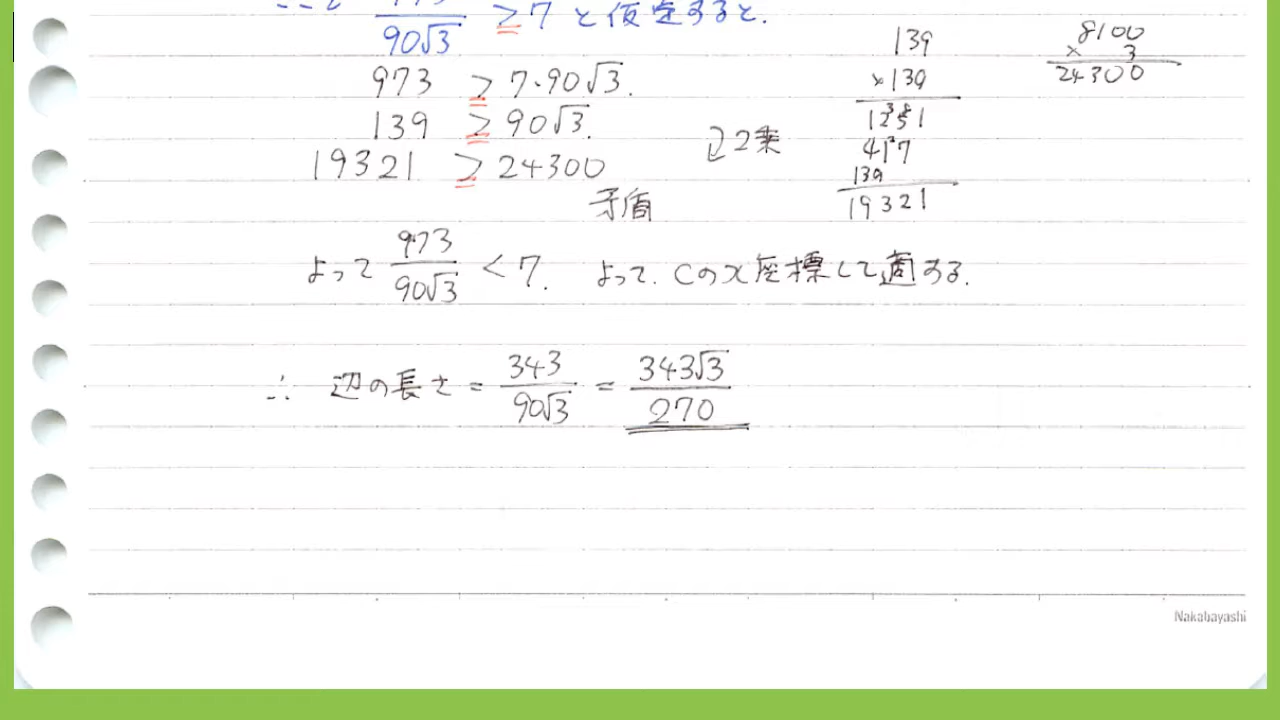 973/90√3 ≧ 7 と仮定すると.
973 ≧ 7·90√3.
139 ≧ 90√3.
19321 ≧ 24300
2乗
矛盾
139
×139
1251
417
139
19321
8100
× 3
24300
よって 973/90√3 < 7. よって. Cのx座標して適する.
∴ 辺の長さ = 343/90√3 = 343√3/270
Nakabayashi